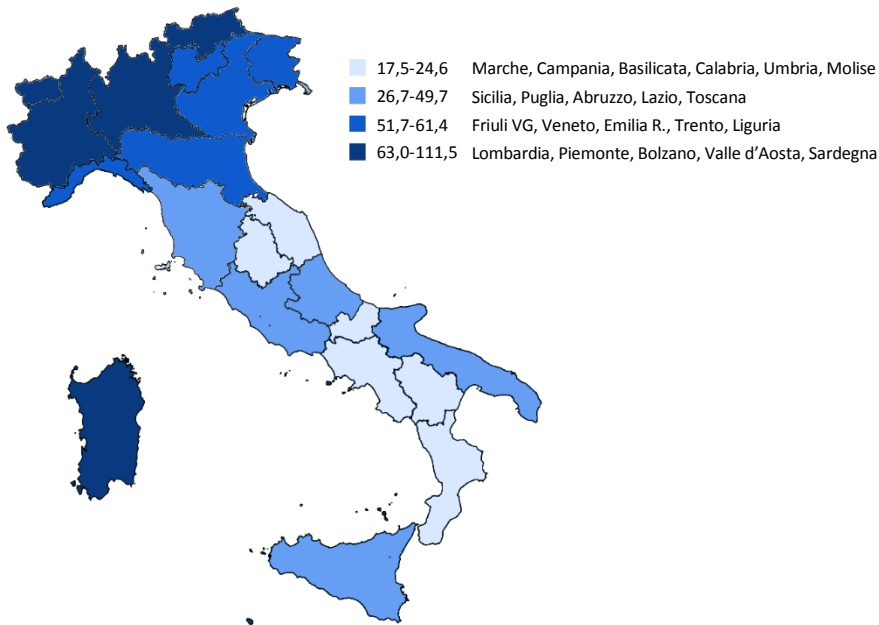 17,5-24,6 Marche, Campania, Basilicata, Calabria, Umbria, Molise
26,7-49,7 Sicilia, Puglia, Abruzzo, Lazio, Toscana
51,7-61,4 Friuli VG, Veneto, Emilia R., Trento, Liguria
63,0-111,5 Lombardia, Piemonte, Bolzano, Valle d’Aosta, Sardegna